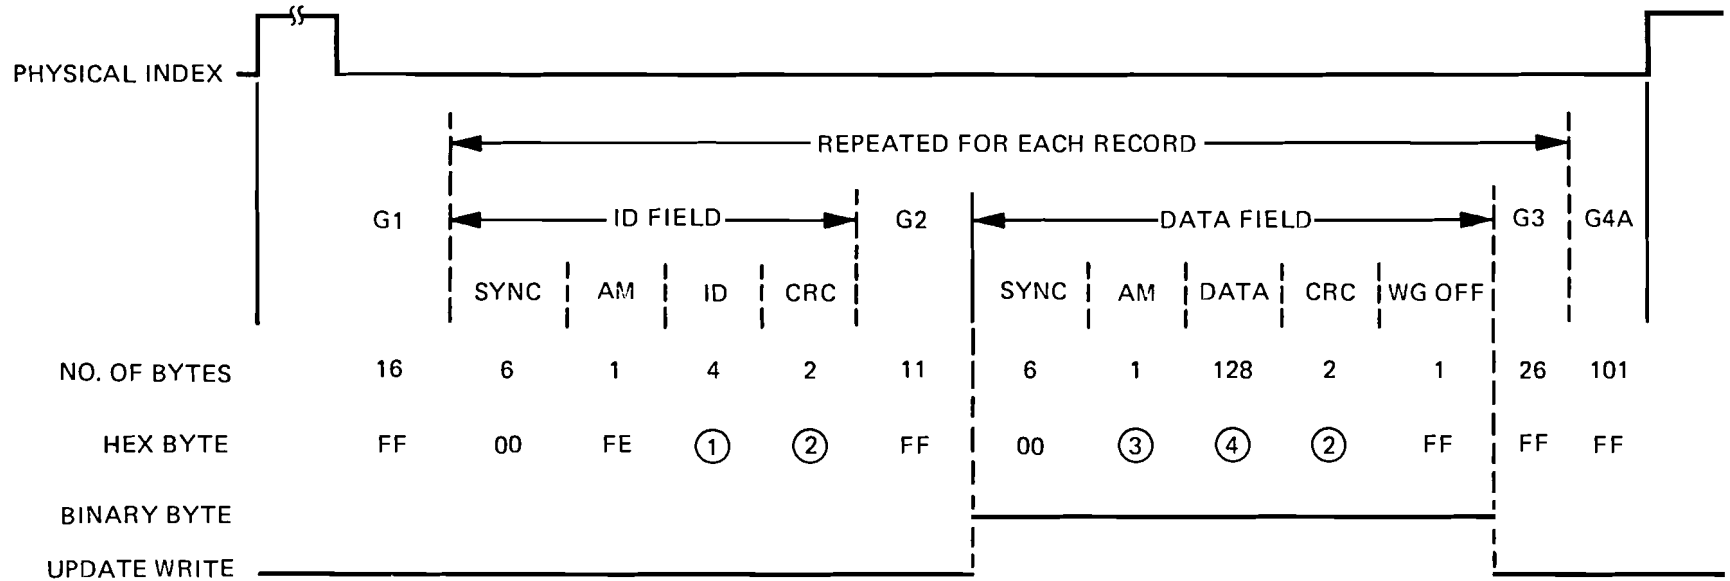 PHYSICAL INDEX
REPEATED FOR EACH RECORD
G1 ID FIELD G2 DATA FIELD G3 G4A
SYNC AM ID CRC SYNC AM DATA CRC WG OFF
NO. OF BYTES 16 6 1 4 2 11 6 1 128 2 1 26 101
HEX BYTE FF 00 FE ① ② FF 00 ③ ④ ② FF FF FF
BINARY BYTE
UPDATE WRITE